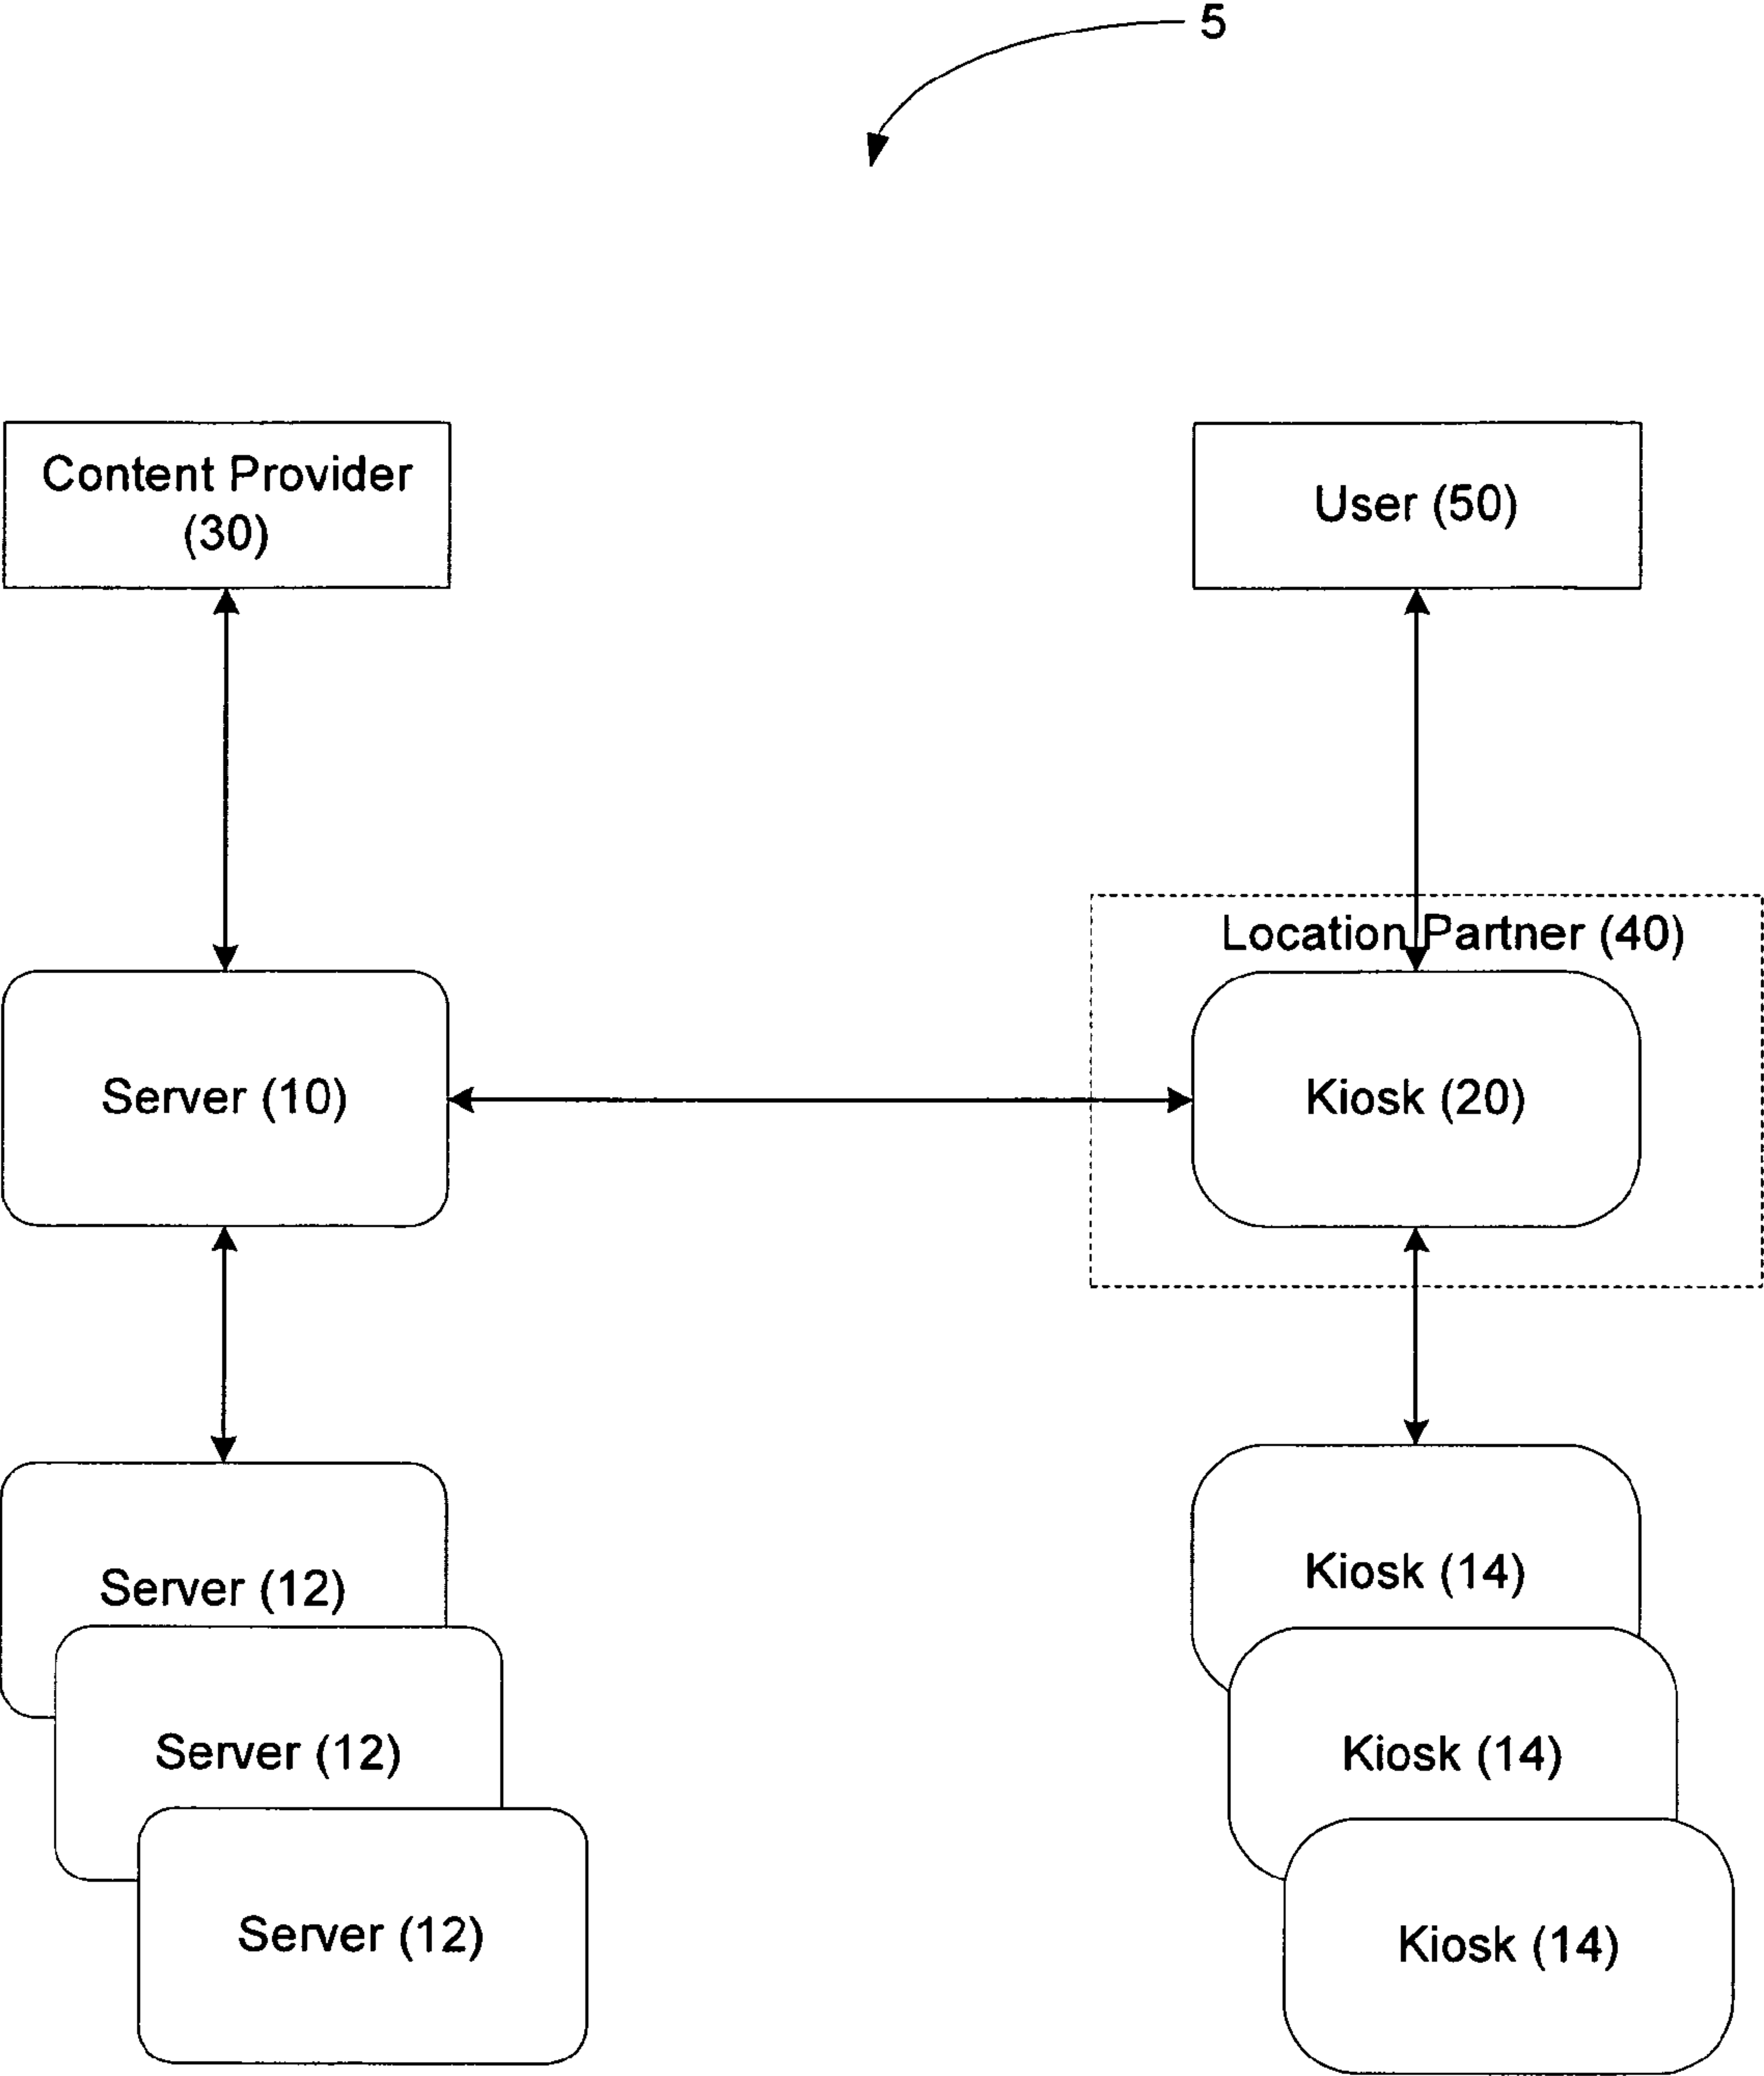 5
Content Provider
(30)
User (50)
Location Partner (40)
Server (10)
Kiosk (20)
Server (12)
Kiosk (14)
Server (12)
Kiosk (14)
Server (12)
Kiosk (14)